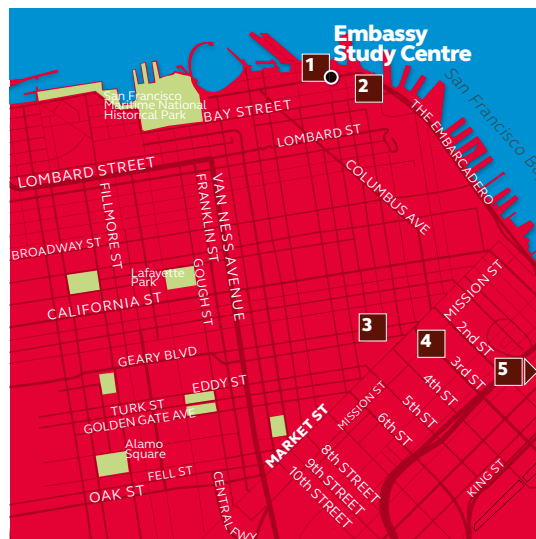 Embassy
Study Centre
1
2
San Francisco
Maritime National
Historical Park
BAY STREET
San Francisco Ba
THE EMBARCADERO
LOMBARD ST
LOMBARD STREET
COLUMBUS AVE
FILLMORE ST
FRANKLIN ST
VAN NESS AVENUE
BROADWAY ST
Lafayette
Park
GOUGH ST
CALIFORNIA ST
MISSION ST
3
4
2nd ST
3rd ST
5
GEARY BLVD
4th ST
EDDY ST
MISSION ST
5th ST
TURK ST
GOLDEN GATE AVE
6th ST
MARKET ST
Alamo
Square
8th STREET
9th STREET
10th STREET
FELL ST
KING ST
OAK ST
CENTRAL FWY